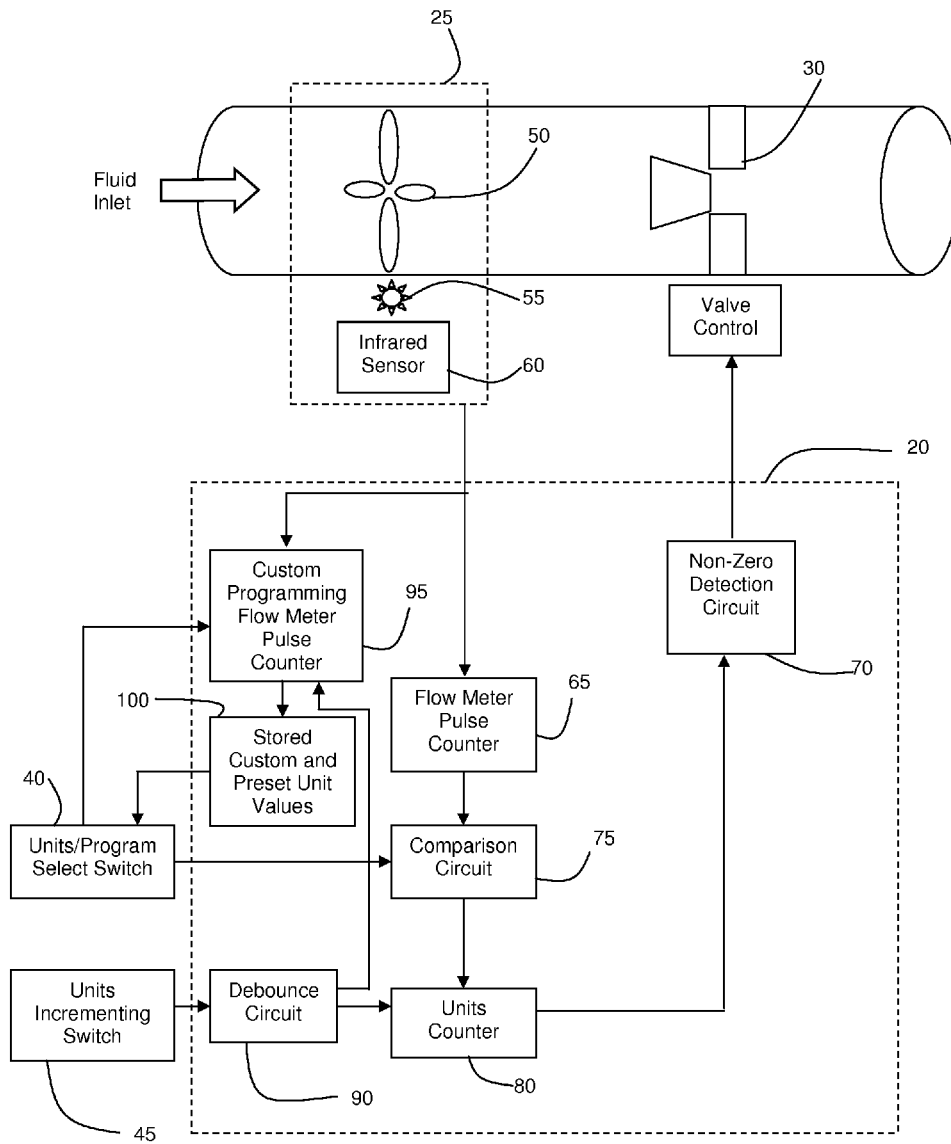 25
30
50
Fluid
Inlet
55
Valve
Control
Infrared
Sensor
60
20
Custom
Programming
Flow Meter
Pulse
Counter
95
Non-Zero
Detection
Circuit
70
100
Flow Meter
Pulse
Counter
65
Stored
Custom and
Preset Unit
Values
40
Units/Program
Select Switch
Comparison
Circuit
75
Units
Incrementing
Switch
Debounce
Circuit
Units
Counter
45
90
80